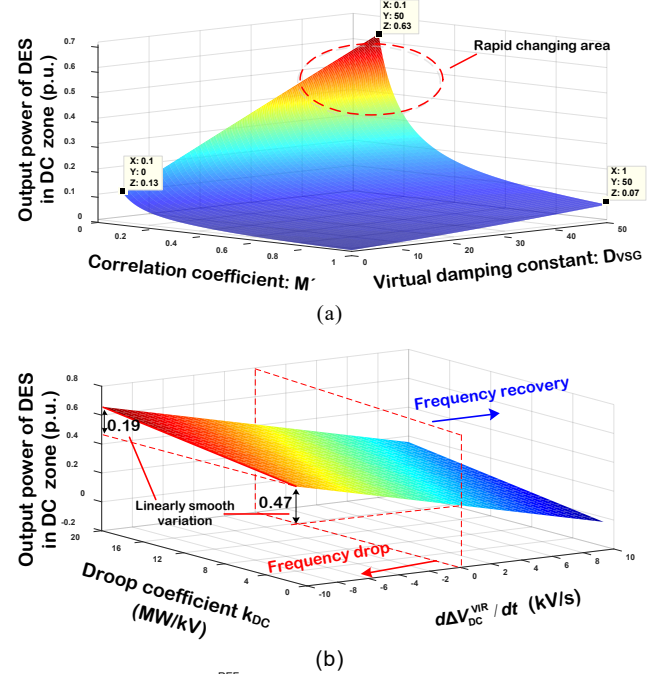 X: 0.1
Y: 50
Z: 0.63
Rapid changing area
Output power of DES
in DC zone (p.u.)
0.7
0.6
0.5
0.4
0.3
0.2
0.1
0
X: 0.1
Y: 0
Z: 0.13
X: 1
Y: 50
Z: 0.07
0
0.2
0.4
0.6
0.8
1
0
10
20
30
40
50
Correlation coefficient: M´
Virtual damping constant: DVSG
(a)
Output power of DES
in DC zone (p.u.)
0.8
0.6
0.4
0.2
0
-0.2
Frequency recovery
0.19
0.47
Linearly smooth
variation
Frequency drop
20
16
12
8
4
0
-10
-8
-6
-4
-2
0
2
4
6
8
10
Droop coefficient kDC
(MW/kV)
dΔV_DC^VIR / dt (kV/s)
(b)